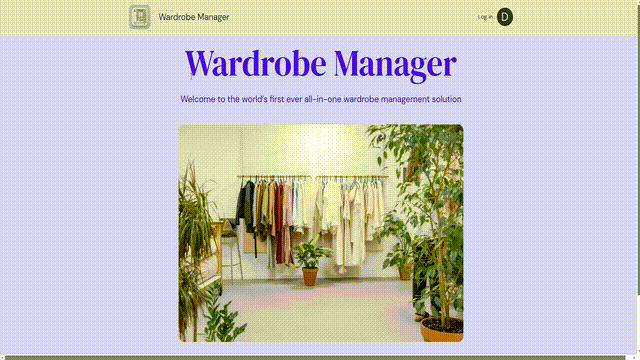 Wardrobe Manager
Log in
D
Wardrobe Manager
Welcome to the world's first ever all-in-one wardrobe management solution